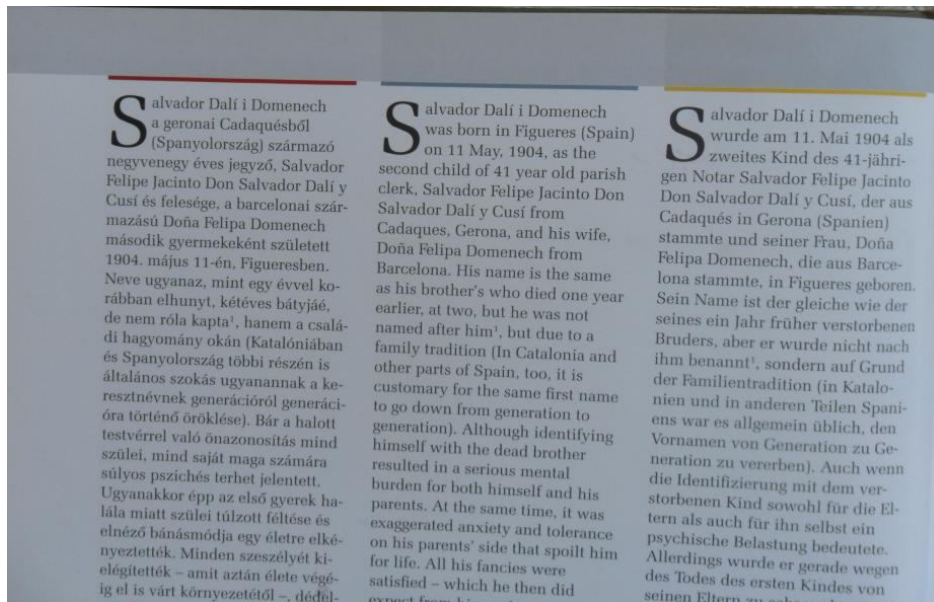 Salvador Dalí i Domenech
a geronai Cadaquésből
(Spanyolország) származó
negyvenegy éves jegyző, Salvador
Felipe Jacinto Don Salvador Dalí y
Cusí és felesége, a barcelonai szár-
mazású Doña Felipa Domenech
második gyermekeként született
1904. május 11-én, Figueresben.
Neve ugyanaz, mint egy évvel ko-
rábban elhunyt, kétéves bátyjáé,
de nem róla kapta¹, hanem a csalá-
di hagyomány okán (Katalóniában
és Spanyolország többi részén is
általános szokás ugyanannak a ke-
resztnévnek generációról generáci-
óra történő öröklése). Bár a halott
testvérrel való önazonosítás mind
szülei, mind saját maga számára
súlyos pszichés terhet jelentett.
Ugyanakkor épp az első gyerek ha-
lála miatt szülei túlzott féltése és
elnéző bánásmódja egy életre elké-
nyeztették. Minden szeszélyét ki-
elégítették – amit aztán élete végé-
ig el is várt környezetétől –, dédel-
Salvador Dalí i Domenech
was born in Figueres (Spain)
on 11 May, 1904, as the
second child of 41 year old parish
clerk, Salvador Felipe Jacinto Don
Salvador Dalí y Cusí from
Cadaques, Gerona, and his wife,
Doña Felipa Domenech from
Barcelona. His name is the same
as his brother's who died one year
earlier, at two, but he was not
named after him¹, but due to a
family tradition (In Catalonia and
other parts of Spain, too, it is
customary for the same first name
to go down from generation to
generation). Although identifying
himself with the dead brother
resulted in a serious mental
burden for both himself and his
parents. At the same time, it was
exaggerated anxiety and tolerance
on his parents' side that spoilt him
for life. All his fancies were
satisfied – which he then did
expect from
Salvador Dalí i Domenech
wurde am 11. Mai 1904 als
zweites Kind des 41-jähri-
gen Notar Salvador Felipe Jacinto
Don Salvador Dalí y Cusí, der aus
Cadaqués in Gerona (Spanien)
stammte und seiner Frau, Doña
Felipa Domenech, die aus Barce-
lona stammte, in Figueres geboren.
Sein Name ist der gleiche wie der
seines ein Jahr früher verstorbenen
Bruders, aber er wurde nicht nach
ihm benannt¹, sondern auf Grund
der Familientradition (in Katalo-
nien und in anderen Teilen Spani-
ens war es allgemein üblich, den
Vornamen von Generation zu Ge-
neration zu vererben). Auch wenn
die Identifizierung mit dem ver-
storbenen Kind sowohl für die El-
tern als auch für ihn selbst ein
psychische Belastung bedeutete.
Allerdings wurde er gerade wegen
des Todes des ersten Kindes von
seinen Eltern